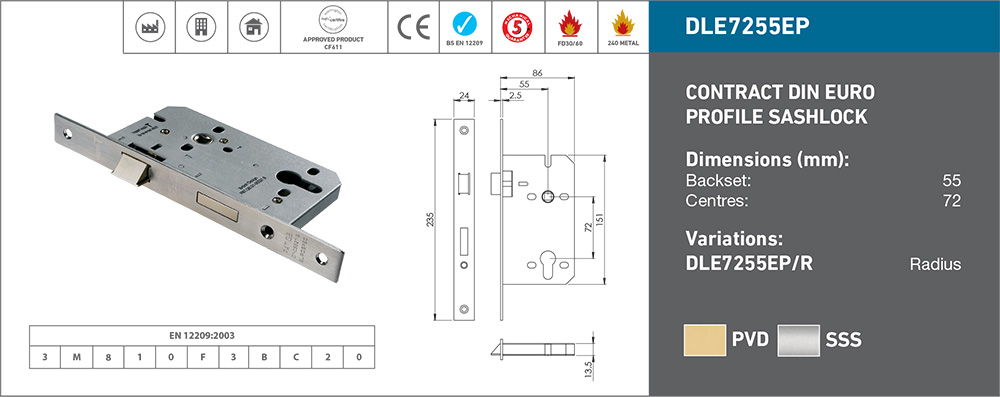 certifire
APPROVED PRODUCT
CF611
CE
BS EN 12209
5
FD30/60
240 METAL
DLE7255EP
CONTRACT DIN EURO
PROFILE SASHLOCK
Dimensions (mm):
Backset: 55
Centres: 72
Variations:
DLE7255EP/R Radius
PVD
SSS
86
55
24
2.5
235
72
151
13.5
EN 12209:2003
3 M 8 1 0 F 3 B C 2 0